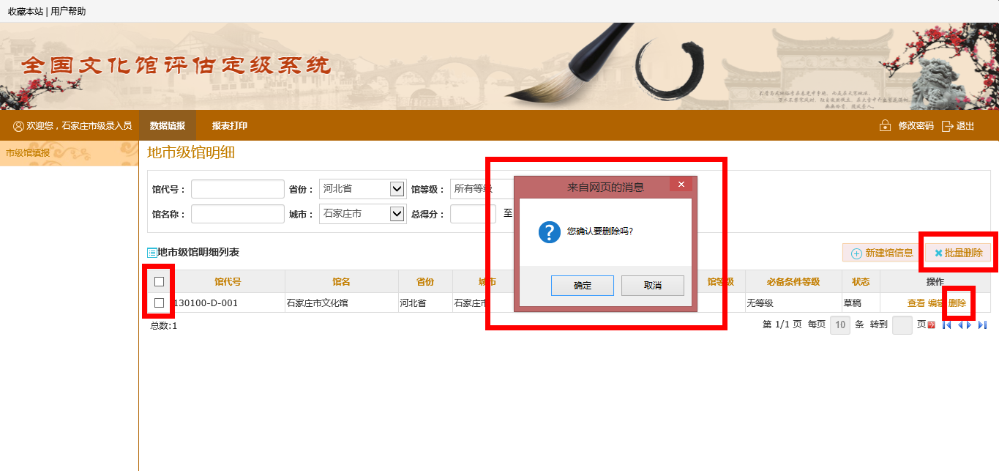 收藏本站 | 用户帮助
全国文化馆评估定级系统
欢迎您，石家庄市级录入员 数据填报 报表打印 修改密码 退出
市级馆填报
地市级馆明细
馆代号： 省份： 河北省 馆等级： 所有等级
馆名称： 城市： 石家庄市 总得分： 至
来自网页的消息
您确认要删除吗?
确定 取消
地市级馆明细列表 新建馆信息 批量删除
馆代号 馆名 省份 城市 馆等级 必备条件等级 状态 操作
130100-D-001 石家庄市文化馆 河北省 石家庄市 无等级 草稿 查看 编辑 删除
总数:1 第 1/1 页 每页 10 条 转到 页